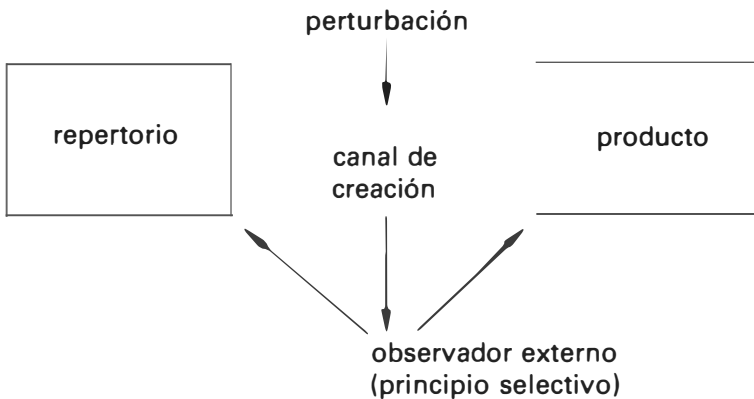 perturbación
repertorio
canal de
creación
producto
observador externo
(principio selectivo)